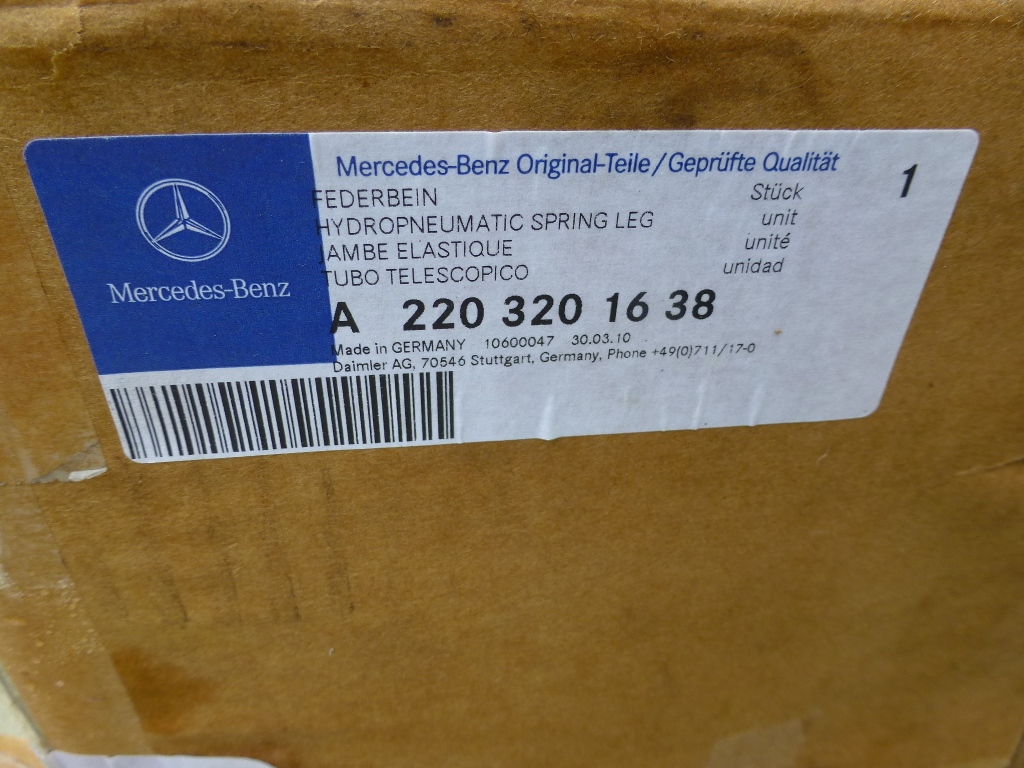 Mercedes-Benz Original-Teile/Geprüfte Qualität
1
FEDERBEIN Stück
HYDROPNEUMATIC SPRING LEG unit
JAMBE ELASTIQUE unité
TUBO TELESCOPICO unidad
Mercedes-Benz
A 220 320 16 38
Made in GERMANY 10600047 30.03.10
Daimler AG, 70546 Stuttgart, Germany, Phone +49(0)711/17-0